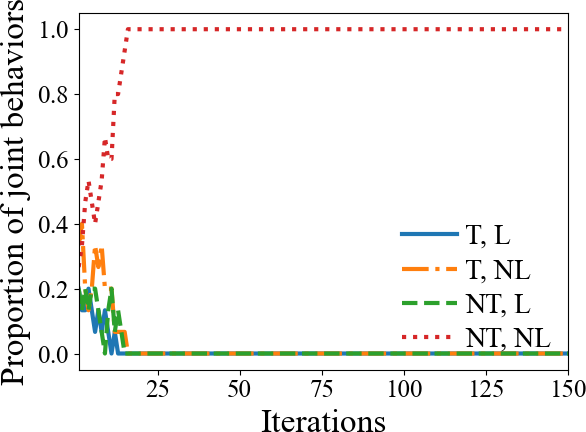 Proportion of joint behaviors
1.0
0.8
0.6
0.4
0.2
0.0
T, L
T, NL
NT, L
NT, NL
25 50 75 100 125 150
Iterations